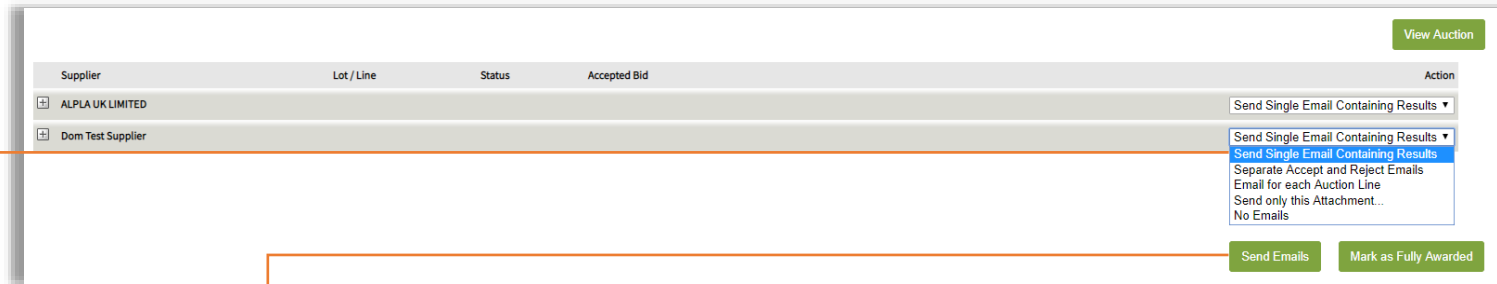 View Auction
Supplier Lot / Line Status Accepted Bid Action
ALPLA UK LIMITED Send Single Email Containing Results
Dom Test Supplier Send Single Email Containing Results
Send Single Email Containing Results
Separate Accept and Reject Emails
Email for each Auction Line
Send only this Attachment...
No Emails
Send Emails Mark as Fully Awarded